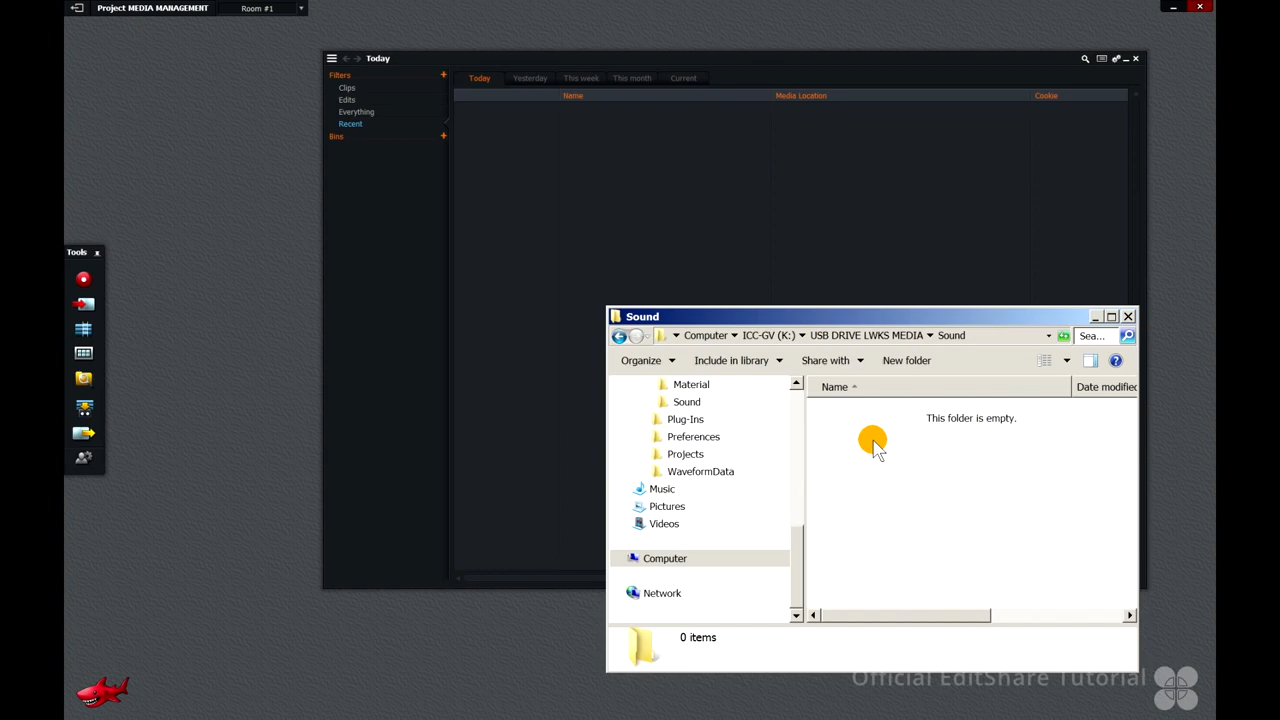 Project MEDIA MANAGEMENT Room #1
Today
Filters
Clips
Edits
Everything
Recent
Bins
Today Yesterday This week This month Current
Name Media Location Cookie
Tools
Sound
Computer ICC-GV (K:) USB DRIVE LWKS MEDIA Sound Sea...
Organize Include in library Share with New folder
Material
Sound
Plug-Ins
Preferences
Projects
WaveformData
Music
Pictures
Videos
Computer
Network
Name Date modified
This folder is empty.
0 items
Official EditShare Tutorial